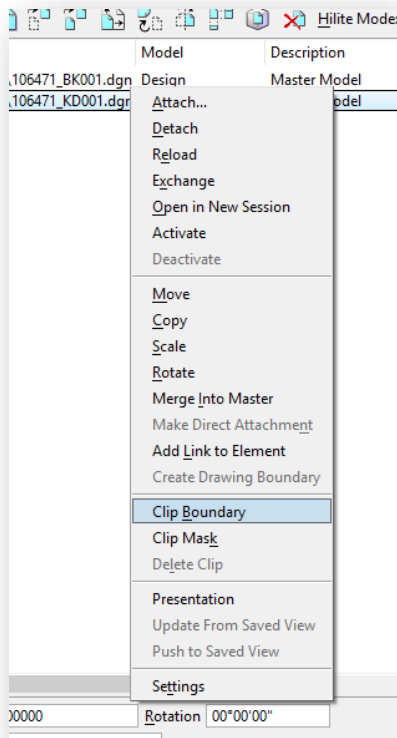 Hilite Mode:
Model Description
106471_BK001.dgn Design Master Model
106471_KD001.dgn odel
Attach...
Detach
Reload
Exchange
Open in New Session
Activate
Deactivate
Move
Copy
Scale
Rotate
Merge Into Master
Make Direct Attachment
Add Link to Element
Create Drawing Boundary
Clip Boundary
Clip Mask
Delete Clip
Presentation
Update From Saved View
Push to Saved View
Settings
00000 Rotation 00°00'00"